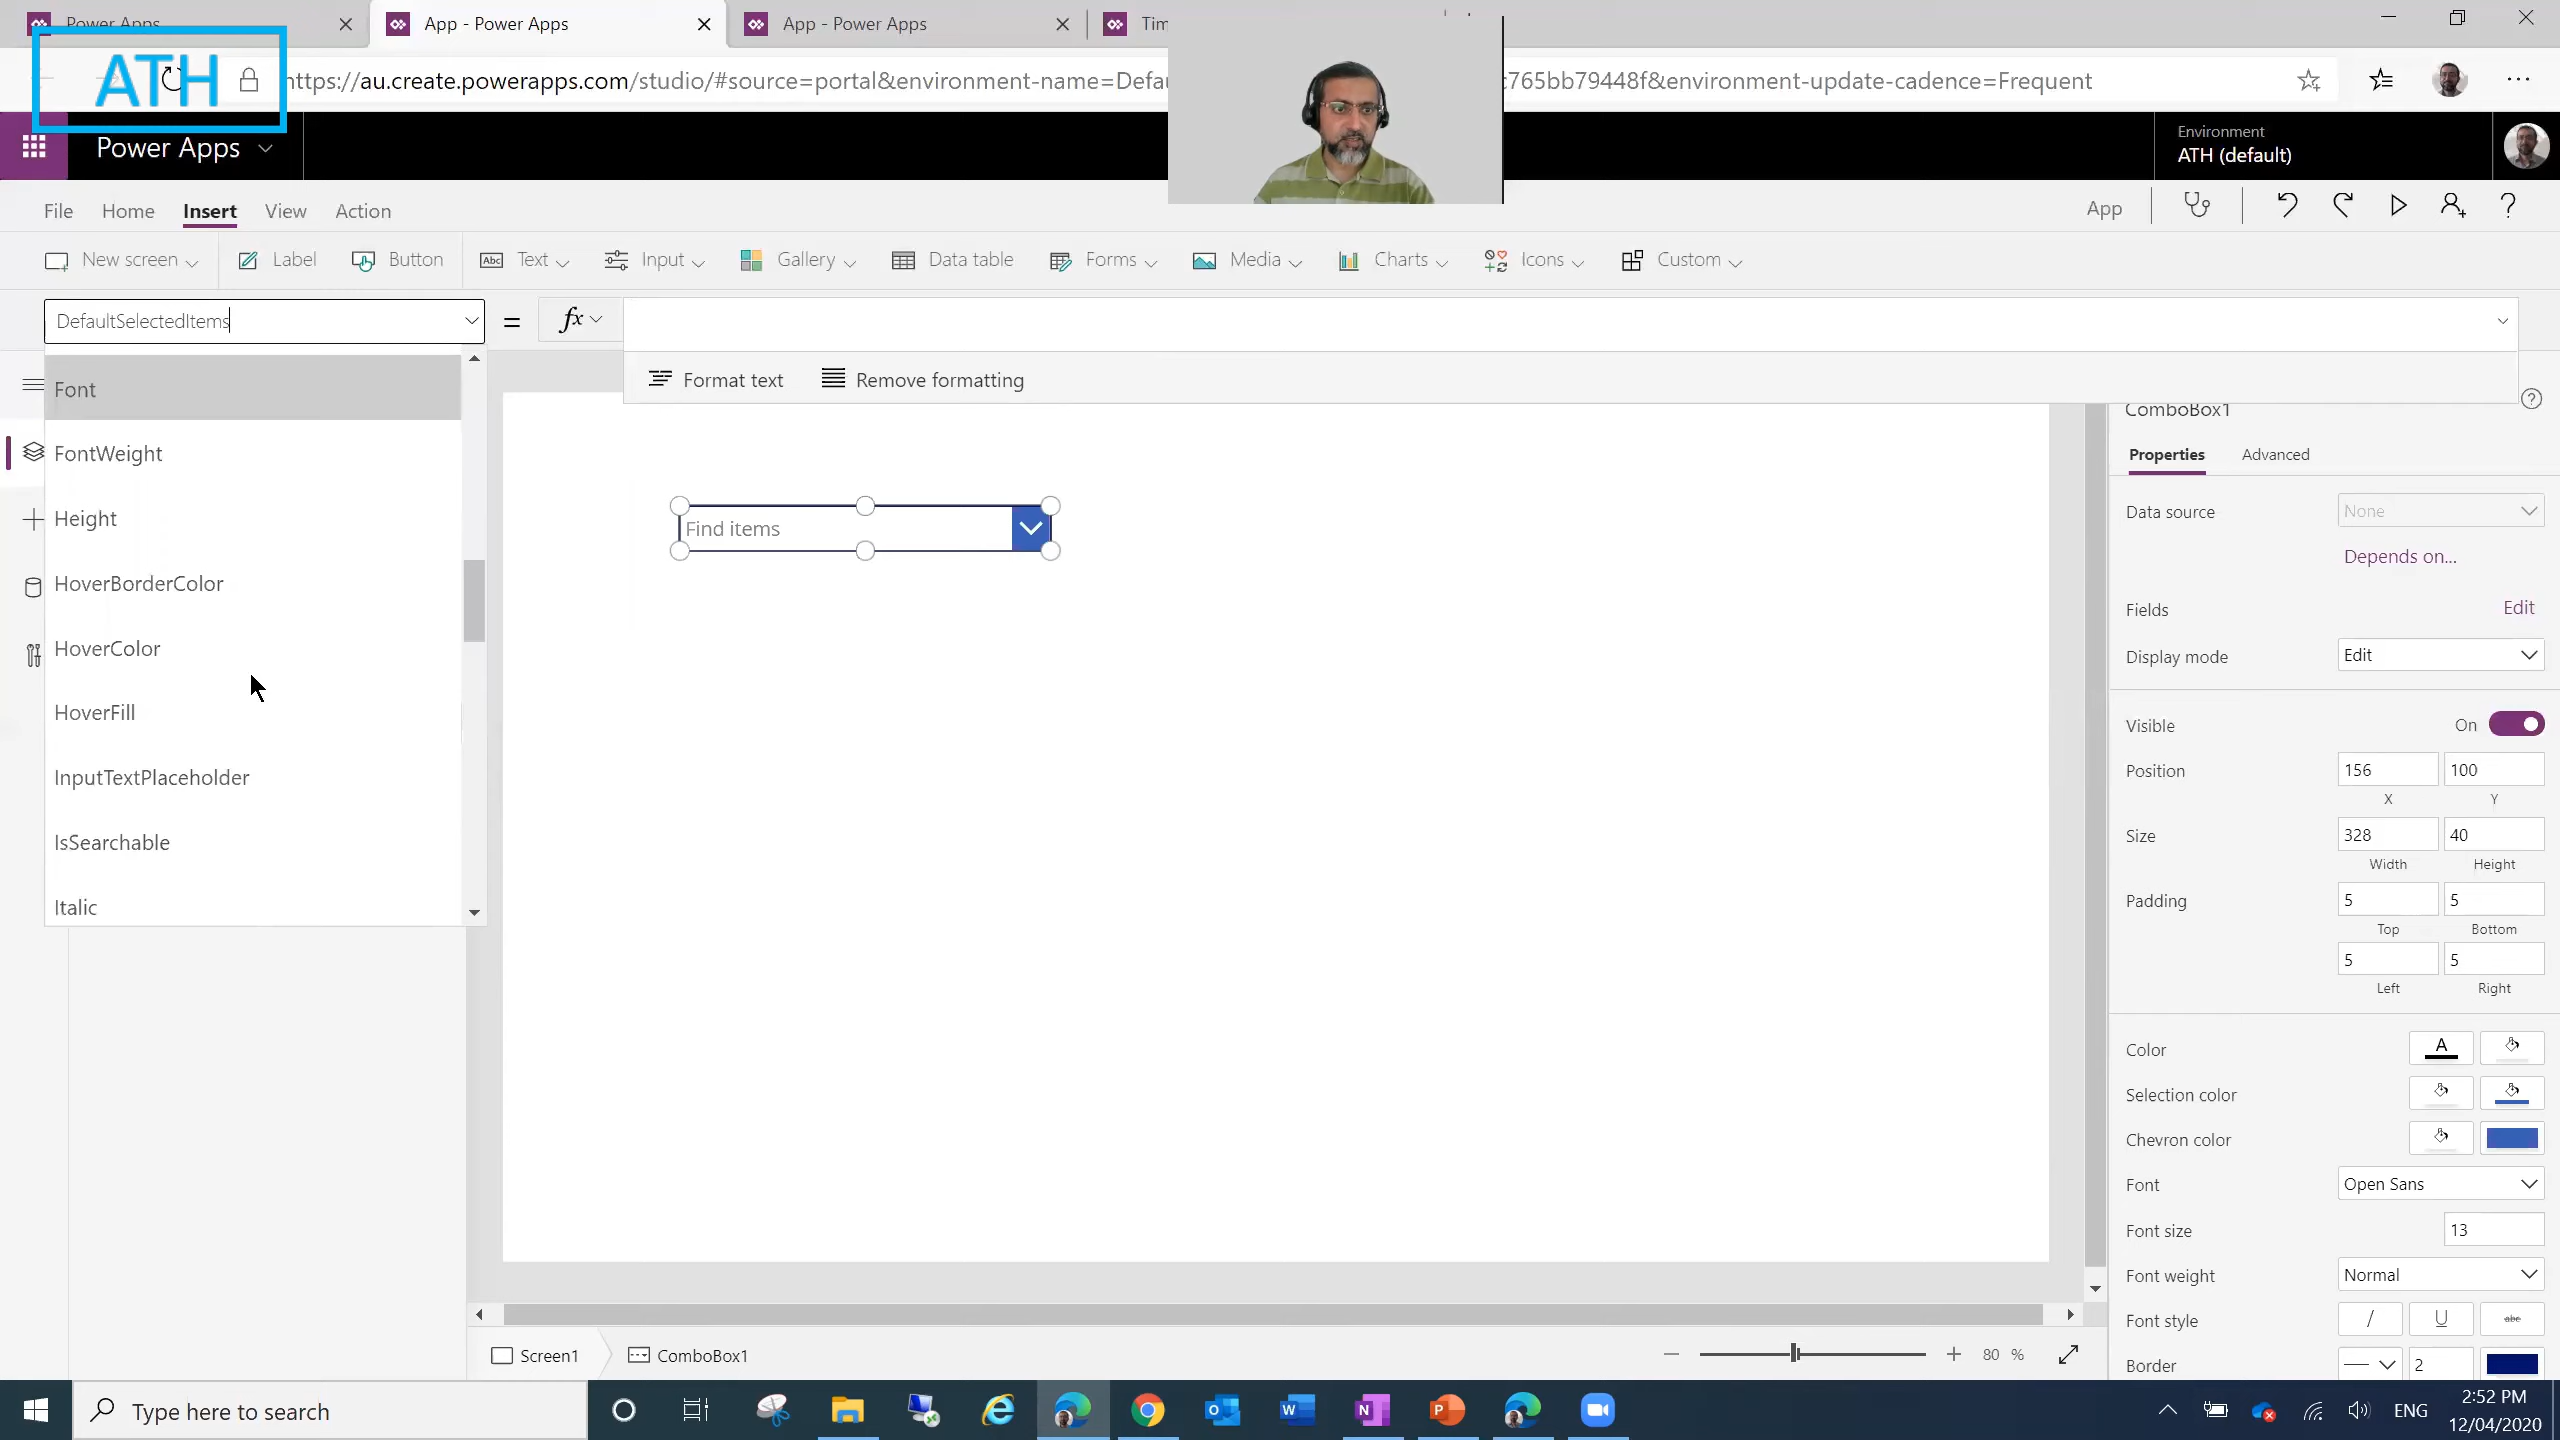 Power Apps
App - Power Apps
App - Power Apps
Tim
ATH
https://au.create.powerapps.com/studio/#source=portal&environment-name=Defau
c765bb79448f&environment-update-cadence=Frequent
Power Apps
Environment
ATH (default)
File Home Insert View Action
App
New screen Label Button Text Input Gallery Data table Forms Media Charts Icons Custom
DefaultSelectedItems = fx
Format text Remove formatting
Font
FontWeight
Height
HoverBorderColor
HoverColor
HoverFill
InputTextPlaceholder
IsSearchable
Italic
Find items
ComboBox1
Properties Advanced
Data source None
Depends on...
Fields Edit
Display mode Edit
Visible On
Position 156 100
X Y
Size 328 40
Width Height
Padding 5 5
Top Bottom
5 5
Left Right
Color A
Selection color
Chevron color
Font Open Sans
Font size 13
Font weight Normal
Font style / U abc
Border 2
Screen1 ComboBox1
80 %
Type here to search
ENG
2:52 PM
12/04/2020